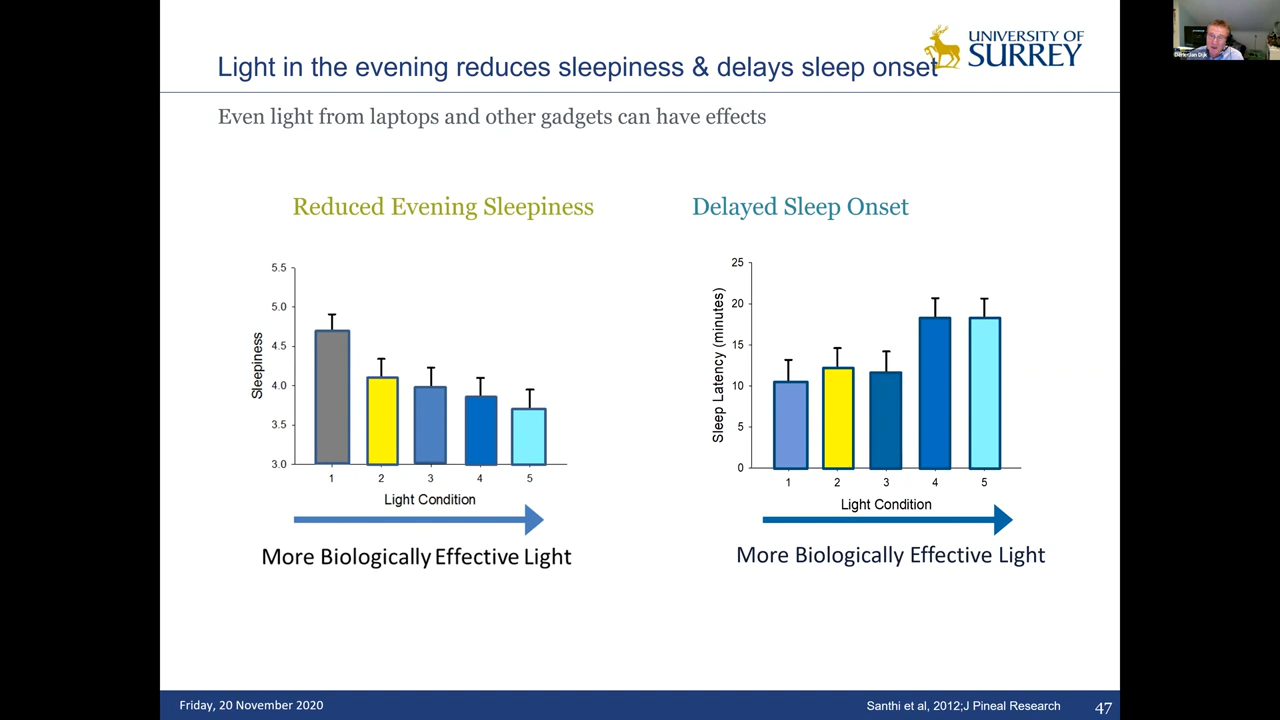 Light in the evening reduces sleepiness & delays sleep onset
UNIVERSITY OF
SURREY
Even light from laptops and other gadgets can have effects
Reduced Evening Sleepiness
5.5
5.0
4.5
4.0
3.5
3.0
Sleepiness
1 2 3 4 5
Light Condition
More Biologically Effective Light
Delayed Sleep Onset
25
20
15
10
5
0
Sleep Latency (minutes)
1 2 3 4 5
Light Condition
More Biologically Effective Light
Friday, 20 November 2020
Santhi et al, 2012;J Pineal Research
47
Derk-Jan Dijk